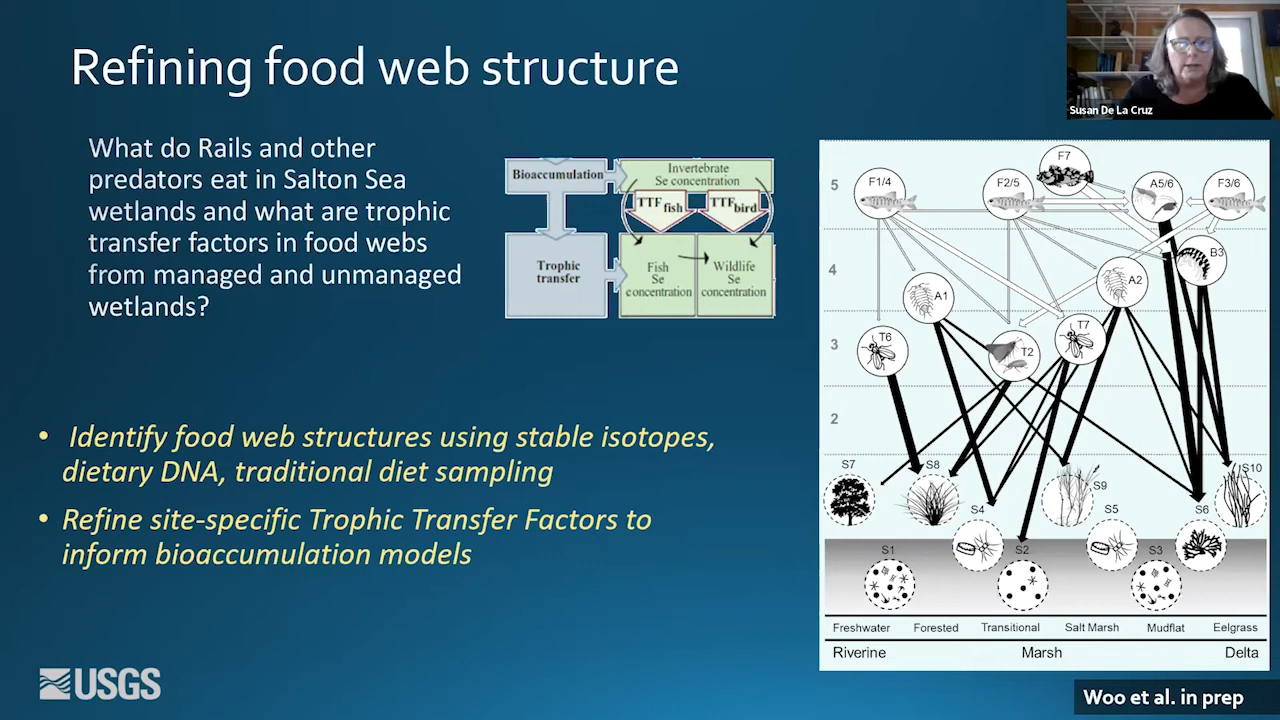 Refining food web structure
Susan De La Cruz
What do Rails and other
predators eat in Salton Sea
wetlands and what are trophic
transfer factors in food webs
from managed and unmanaged
wetlands?
Bioaccumulation
Invertebrate
Se concentration
TTF fish
TTF bird
Trophic
transfer
Fish
Se
concentration
Wildlife
Se
concentration
• Identify food web structures using stable isotopes,
dietary DNA, traditional diet sampling
• Refine site-specific Trophic Transfer Factors to
inform bioaccumulation models
USGS
5
F1/4
F2/5
F7
A5/6
F3/6
4
B3
A1
A2
3
T6
T2
T7
2
S7
S8
S9
S10
S4
S5
S6
S1
S2
S3
Freshwater Forested Transitional Salt Marsh Mudflat Eelgrass
Riverine Marsh Delta
Woo et al. in prep